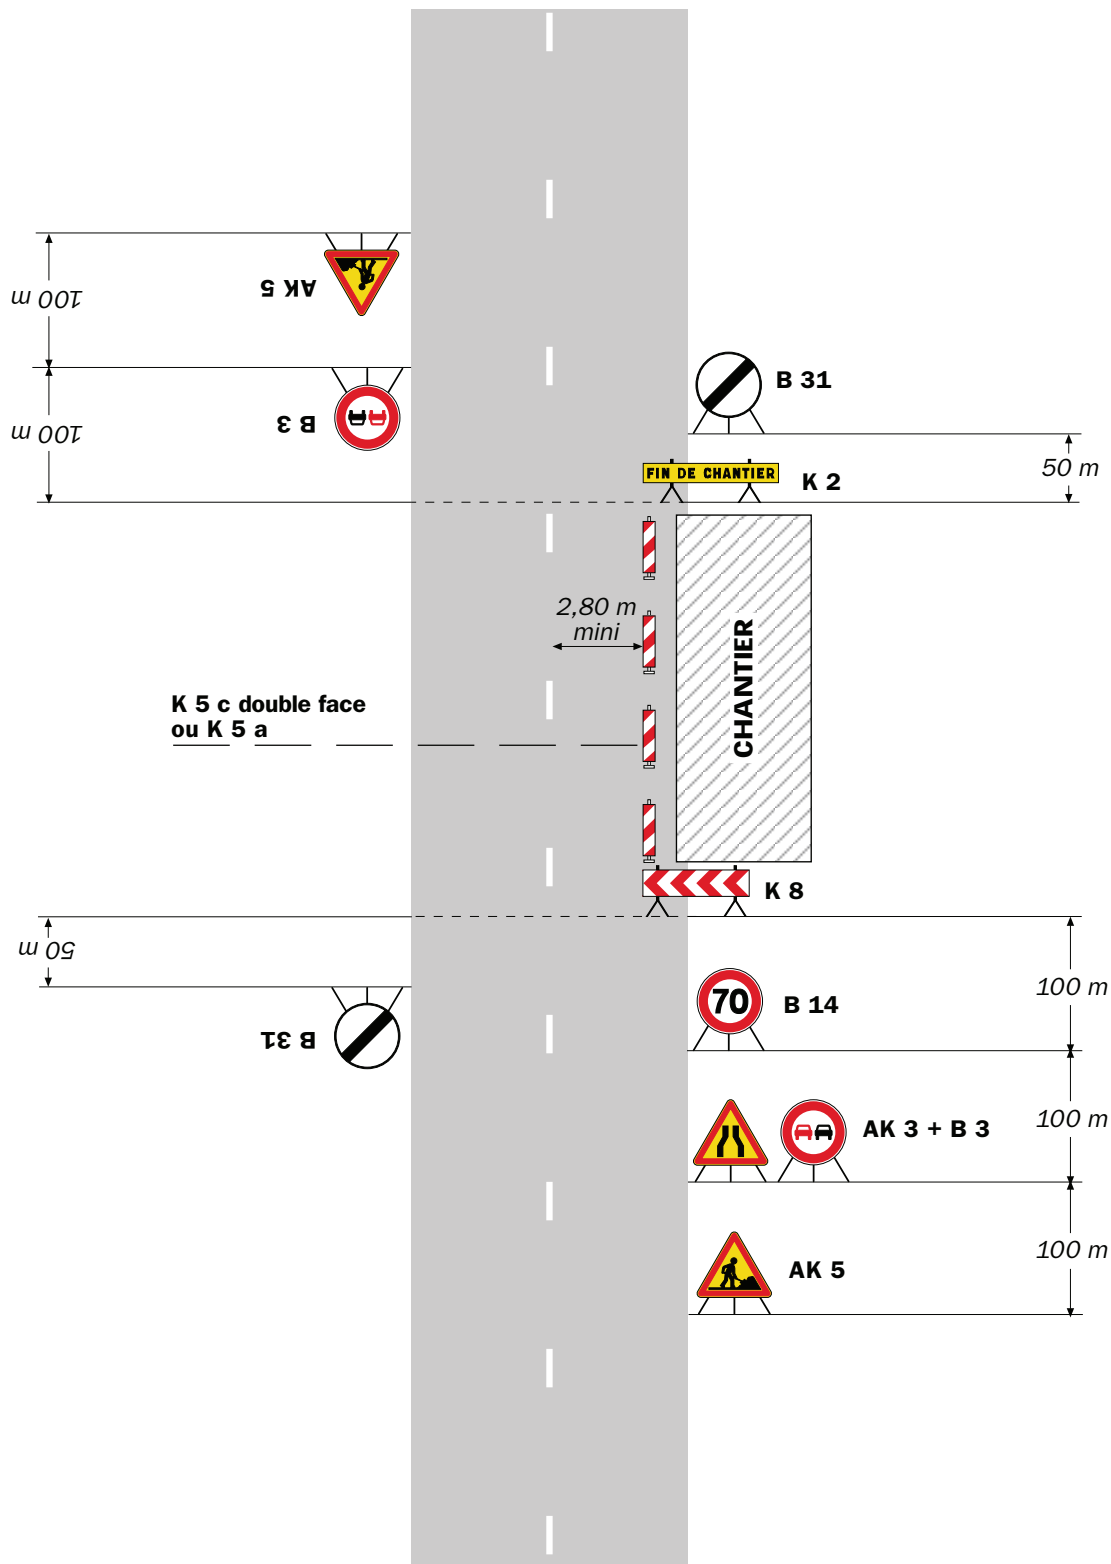 AK 5
100 m
B 3
100 m
B 31
50 m
FIN DE CHANTIER
K 2
2,80 m
mini
CHANTIER
K 5 c double face
ou K 5 a
K 8
50 m
B 31
70
B 14
100 m
AK 3 + B 3
100 m
AK 5
100 m